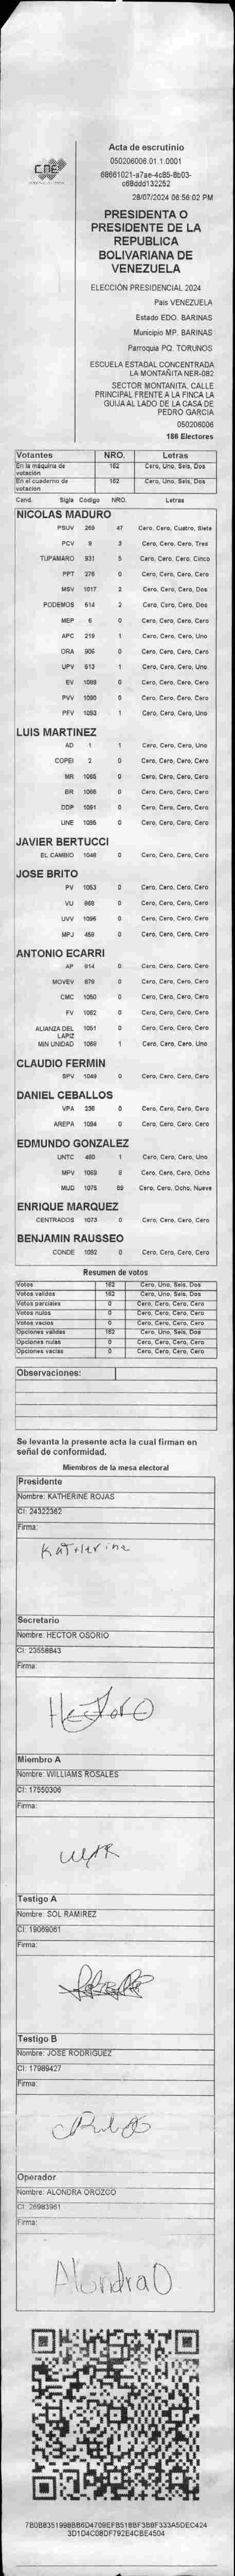 CNE
Acta de escrutinio
050206006.01.1.0001
68661021-a7ae-4c85-8b03-
c68ddd132252
28/07/2024 06:56:02 PM
PRESIDENTA O
PRESIDENTE DE LA
REPUBLICA
BOLIVARIANA DE
VENEZUELA
ELECCIÓN PRESIDENCIAL 2024
País VENEZUELA
Estado EDO. BARINAS
Municipio MP. BARINAS
Parroquia PQ. TORUNOS
ESCUELA ESTADAL CONCENTRADA
LA MONTAÑITA NER-082
SECTOR MONTANITA. CALLE
PRINCIPAL FRENTE A LA FINCA LA
GUIJA AL LADO DE LA CASA DE
PEDRO GARCIA
050206006
186 Electores
Votantes NRO. Letras
En la máquina de votación 162 Cero, Uno, Seis, Dos
En el cuaderno de votación 162 Cero, Uno, Seis, Dos
Cand. Sigla Código NRO. Letras
NICOLAS MADURO
PSUV 269 47 Cero, Cero, Cuatro, Siete
PCV 9 3 Cero, Cero, Cero, Tres
TUPAMARO 931 5 Cero, Cero, Cero, Cinco
PPT 276 0 Cero, Cero, Cero, Cero
MSV 1017 2 Cero, Cero, Cero, Dos
PODEMOS 514 2 Cero, Cero, Cero, Dos
MEP 6 0 Cero, Cero, Cero, Cero
APC 219 1 Cero, Cero, Cero, Uno
ORA 906 0 Cero, Cero, Cero, Cero
UPV 613 1 Cero, Cero, Cero, Uno
EV 1089 0 Cero, Cero, Cero, Cero
PVV 1090 0 Cero, Cero, Cero, Cero
PFV 1093 1 Cero, Cero, Cero, Uno
LUIS MARTINEZ
AD 1 1 Cero, Cero, Cero, Uno
COPEI 2 0 Cero, Cero, Cero, Cero
MR 1065 0 Cero, Cero, Cero, Cero
BR 1006 0 Cero, Cero, Cero, Cero
DDP 1091 0 Cero, Cero, Cero, Cero
UNE 1095 0 Cero, Cero, Cero, Cero
JAVIER BERTUCCI
EL CAMBIO 1048 0 Cero, Cero, Cero, Cero
JOSE BRITO
PV 1053 0 Cero, Cero, Cero, Cero
VU 968 0 Cero, Cero, Cero, Cero
UVV 1096 0 Cero, Cero, Cero, Cero
MPJ 459 0 Cero, Cero, Cero, Cero
ANTONIO ECARRI
AP 914 0 Cero, Cero, Cero, Cero
MOVEV 879 0 Cero, Cero, Cero, Cero
CMC 1050 0 Cero, Cero, Cero, Cero
FV 1062 0 Cero, Cero, Cero, Cero
ALIANZA DEL LAPIZ 1051 0 Cero, Cero, Cero, Cero
MIN UNIDAD 1068 1 Cero, Cero, Cero, Uno
CLAUDIO FERMIN
SPV 1049 0 Cero, Cero, Cero, Cero
DANIEL CEBALLOS
VPA 236 0 Cero, Cero, Cero, Cero
AREPA 1094 0 Cero, Cero, Cero, Cero
EDMUNDO GONZALEZ
UNTC 460 1 Cero, Cero, Cero, Uno
MPV 1069 8 Cero, Cero, Cero, Ocho
MUD 1075 89 Cero, Cero, Ocho, Nueve
ENRIQUE MARQUEZ
CENTRADOS 1073 0 Cero, Cero, Cero, Cero
BENJAMIN RAUSSEO
CONDE 1092 0 Cero, Cero, Cero, Cero
Resumen de votos
Votos 162 Cero, Uno, Seis, Dos
Votos validos 162 Cero, Uno, Seis, Dos
Votos parciales 0 Cero, Cero, Cero, Cero
Votos nulos 0 Cero, Cero, Cero, Cero
Votos vacios 0 Cero, Cero, Cero, Cero
Opciones validas 162 Cero, Uno, Seis, Dos
Opciones nulas 0 Cero, Cero, Cero, Cero
Opciones vacias 0 Cero, Cero, Cero, Cero
Observaciones:
Se levanta la presente acta la cual firman en
señal de conformidad.
Miembros de la mesa electoral
Presidente
Nombre: KATHERINE ROJAS
CI: 24322362
Firma:
Katherine
Secretario
Nombre: HECTOR OSORIO
CI: 23558843
Firma:
Hector O
Miembro A
Nombre: WILLIAMS ROSALES
CI: 17550306
Firma:
Testigo A
Nombre: SOL RAMIREZ
CI: 19069061
Firma:
Testigo B
Nombre: JOSE RODRIGUEZ
CI: 17989427
Firma:
Operador
Nombre: ALONDRA OROZCO
CI: 26983961
Firma:
Alondra O
7B0B8351998BB6D4709EFB518BF3B8F333A5DEC424
3D1D4C08DF792E4CBE4504